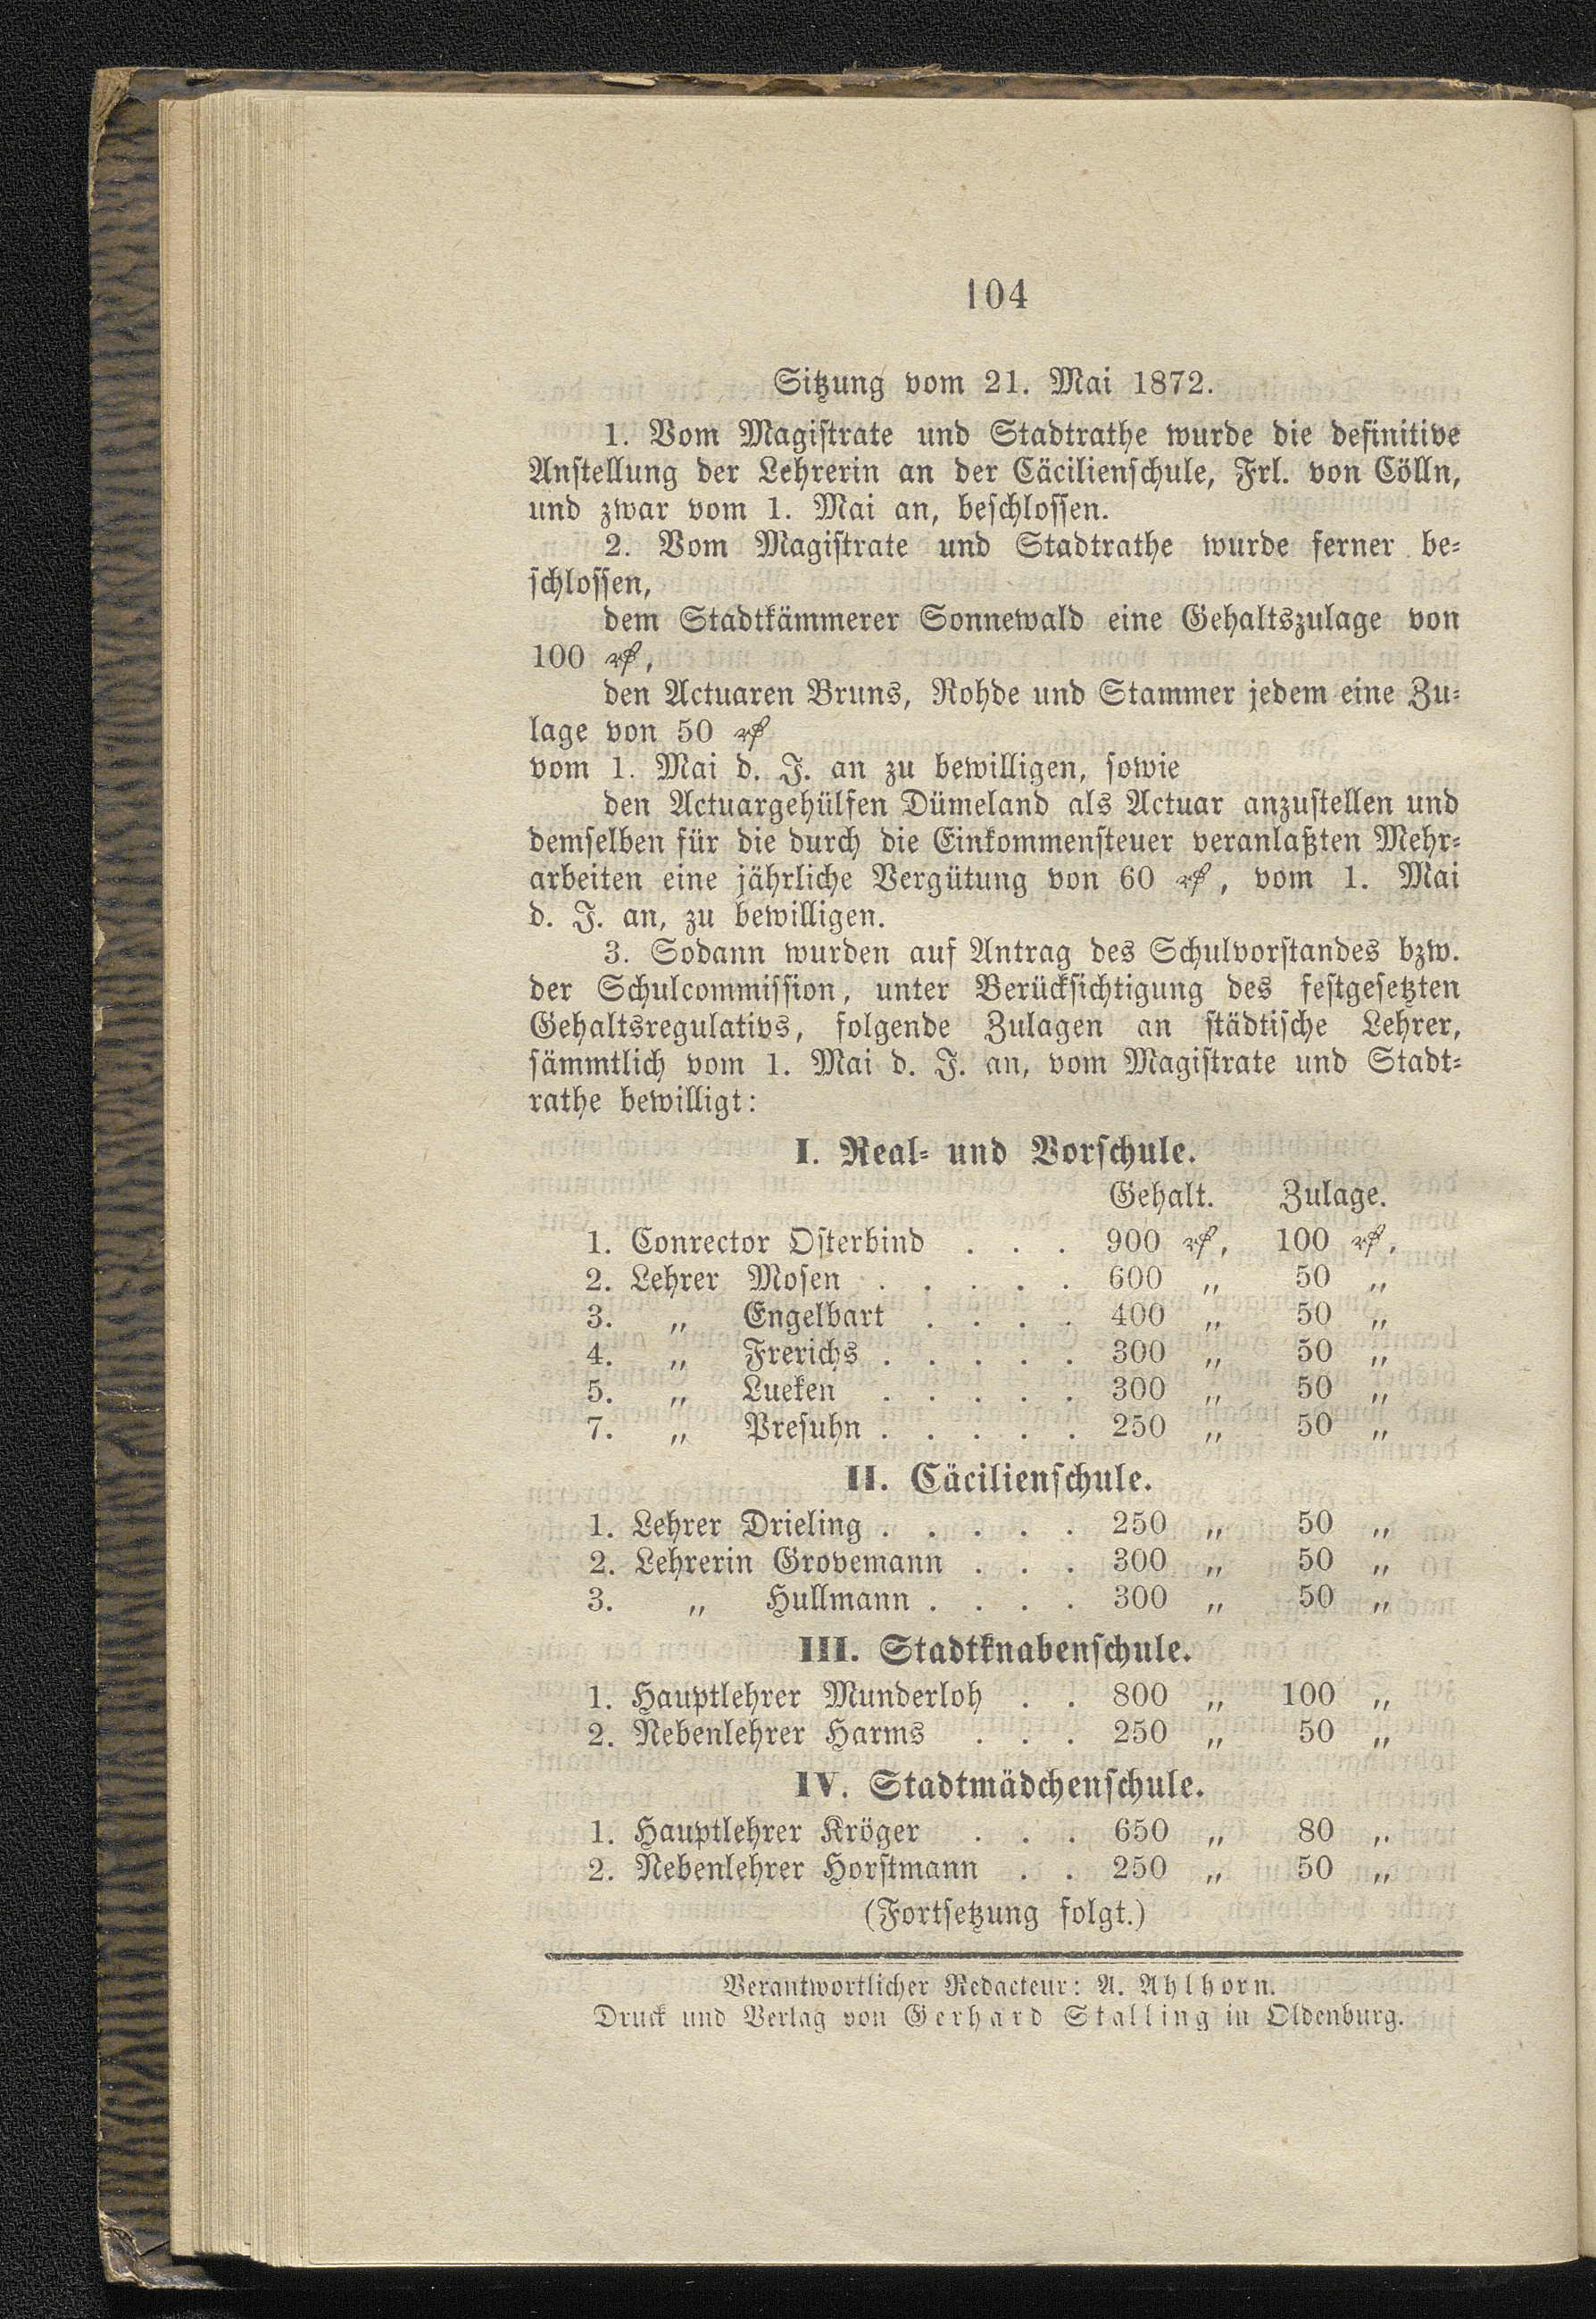 104
Sitzung vom 21. Mai 1872.
1. Vom Magistrate und Stadtrathe wurde die definitive
Anstellung der Lehrerin an der Cäcilienschule, Frl. von Cölln,
und zwar vom 1. Mai an, beschlossen.
2. Vom Magistrate und Stadtrathe wurde ferner be-
schlossen,
dem Stadtkämmerer Sonnewald eine Gehaltszulage von
100 ₰,
den Actuaren Bruns, Rohde und Stammer jedem eine Zu-
lage von 50 ₰
vom 1. Mai d. J. an zu bewilligen, sowie
den Actuargehülfen Dümeland als Actuar anzustellen und
demselben für die durch die Einkommensteuer veranlaßten Mehr-
arbeiten eine jährliche Vergütung von 60 ₰, vom 1. Mai
d. J. an, zu bewilligen.
3. Sodann wurden auf Antrag des Schulvorstandes bzw.
der Schulcommission, unter Berücksichtigung des festgesetzten
Gehaltsregulativs, folgende Zulagen an städtische Lehrer,
sämmtlich vom 1. Mai d. J. an, vom Magistrate und Stadt-
rathe bewilligt:
I. Real- und Vorschule.
Gehalt. Zulage.
1. Conrector Osterbind . . . 900 ₰, 100 ₰,
2. Lehrer Mosen . . . . . 600 „ 50 „
3. „ Engelbart . . . . 400 „ 50 „
4. „ Frerichs . . . . . 300 „ 50 „
5. „ Lueken . . . . . 300 „ 50 „
7. „ Presuhn . . . . . 250 „ 50 „
II. Cäcilienschule.
1. Lehrer Drieling . . . . . 250 „ 50 „
2. Lehrerin Grovemann . . . 300 „ 50 „
3. „ Hullmann . . . . 300 „ 50 „
III. Stadtknabenschule.
1. Hauptlehrer Munderloh . . 800 „ 100 „
2. Nebenlehrer Harms . . . 250 „ 50 „
IV. Stadtmädchenschule.
1. Hauptlehrer Kröger . . . 650 „ 80 „
2. Nebenlehrer Horstmann . . 250 „ 50 „
(Fortsetzung folgt.)
Verantwortlicher Redacteur: A. Ahlhorn.
Druck und Verlag von Gerhard Stalling in Oldenburg.